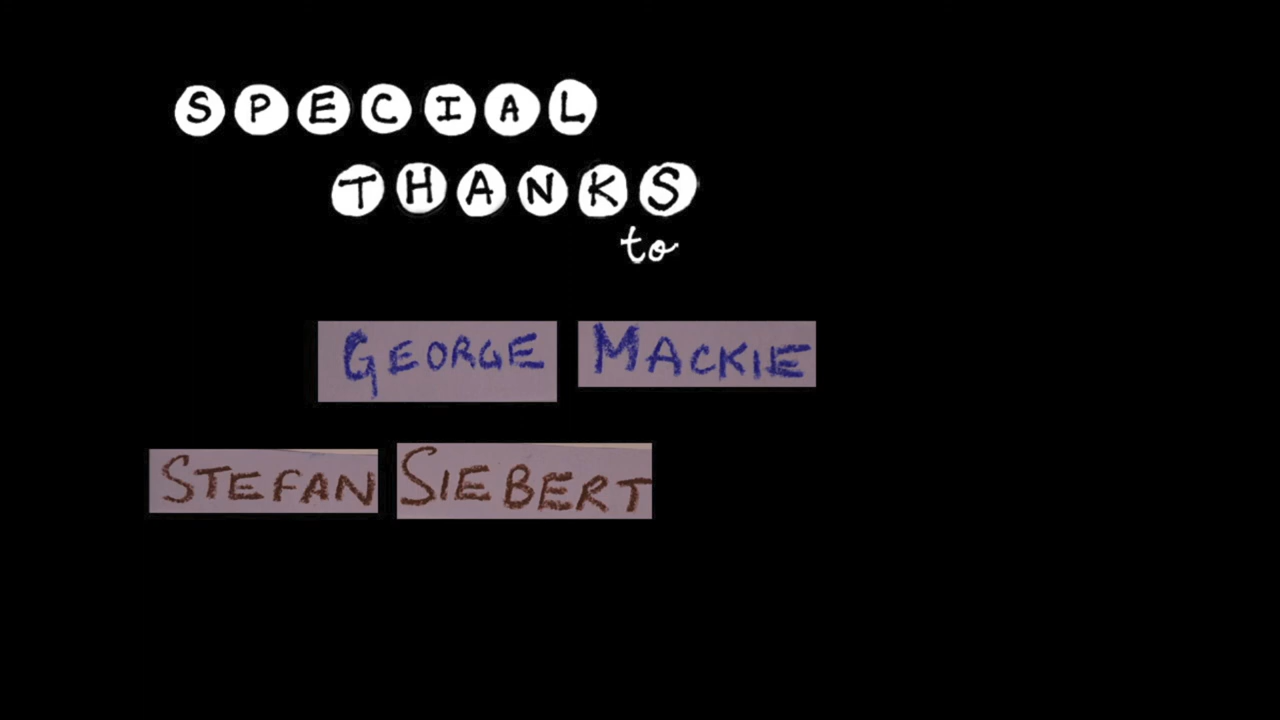 SPECIAL
THANKS
to
GEORGE MACKIE
STEFAN SIEBERT